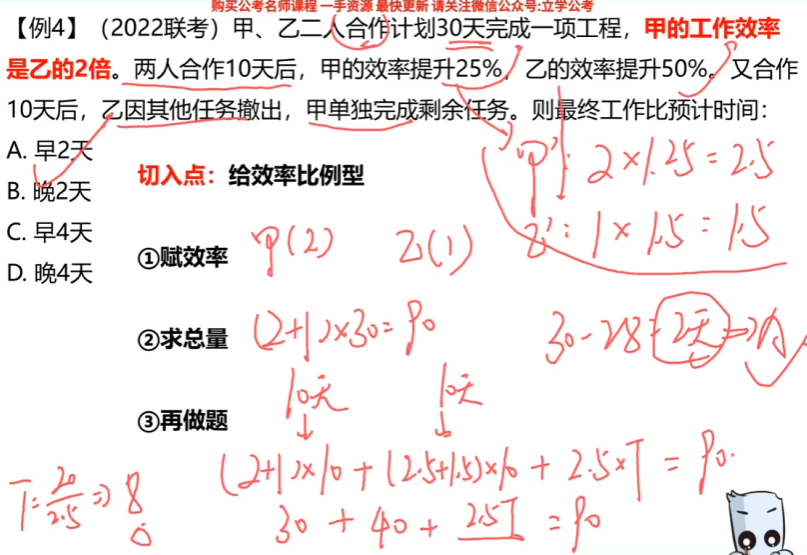 购买公考名师课程 一手资源 最快更新 请关注微信公众号:立学公考
【例4】（2022联考）甲、乙二人合作计划30天完成一项工程，甲的工作效率
是乙的2倍。两人合作10天后，甲的效率提升25%，乙的效率提升50%。又合作
10天后，乙因其他任务撤出，甲单独完成剩余任务。则最终工作比预计时间：
A. 早2天
B. 晚2天
C. 早4天
D. 晚4天
切入点：给效率比例型
甲': 2×1.25=2.5
乙': 1×1.5=1.5
①赋效率 甲(2) 乙(1)
②求总量 (2+1)×30=90
30-28=2天
③再做题
10天 10天
(2+1)×10+(2.5+1.5)×10+2.5×T=90.
30+40+2.5T=90
T=20/2.5⇒8